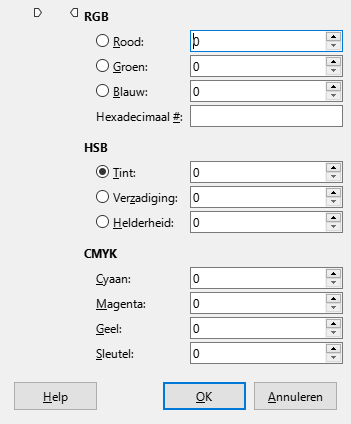 RGB
Rood: 0
Groen: 0
Blauw: 0
Hexadecimaal #:
HSB
Tint: 0
Verzadiging: 0
Helderheid: 0
CMYK
Cyaan: 0
Magenta: 0
Geel: 0
Sleutel: 0
Help OK Annuleren